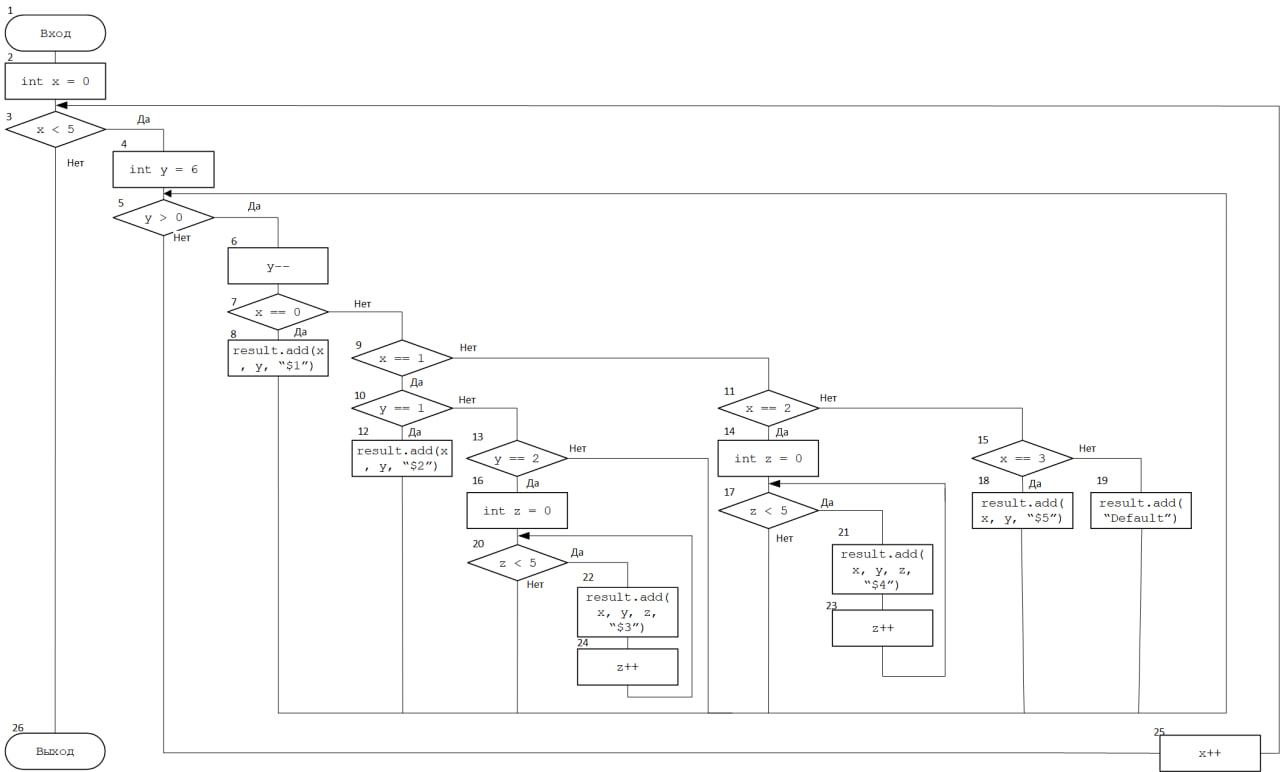 1
Вход
2
int x = 0
3
x < 5
Да
Нет
4
int y = 6
5
y > 0
Да
Нет
6
y--
7
x == 0
Нет
Да
8
result.add(x
, y, “$1”)
9
x == 1
Нет
Да
10
y == 1
Нет
Да
11
x == 2
Нет
Да
12
result.add(x
, y, “$2”)
13
y == 2
Нет
Да
14
int z = 0
15
x == 3
Нет
Да
16
int z = 0
17
z < 5
Да
Нет
18
result.add(
x, y, “$5”)
19
result.add(
“Default”)
20
z < 5
Да
Нет
21
result.add(
x, y, z,
“$4”)
22
result.add(
x, y, z,
“$3”)
23
z++
24
z++
25
x++
26
Выход